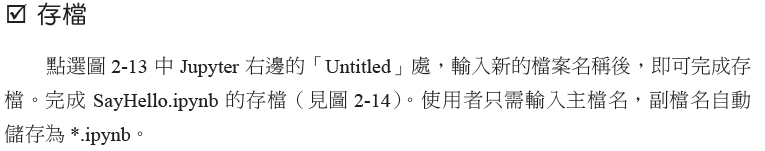 ☑ 存檔
點選圖 2-13 中 Jupyter 右邊的「Untitled」處，輸入新的檔案名稱後，即可完成存
檔。完成 SayHello.ipynb 的存檔（見圖 2-14）。使用者只需輸入主檔名，副檔名自動
儲存為 *.ipynb。